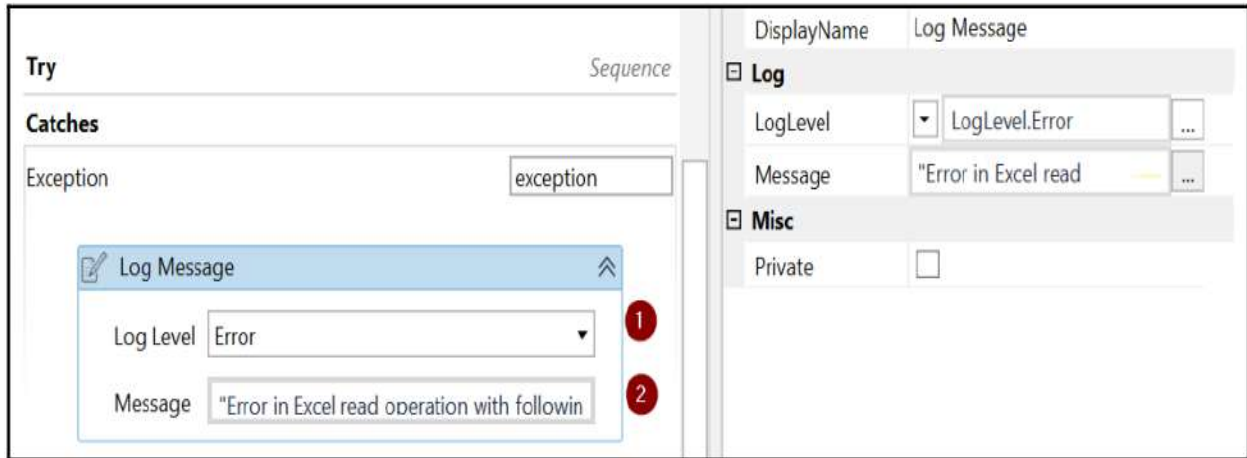 Try Sequence
Catches
Exception exception
Log Message
Log Level Error 1
Message "Error in Excel read operation with followin 2
DisplayName Log Message
Log
LogLevel LogLevel.Error ...
Message "Error in Excel read ...
Misc
Private